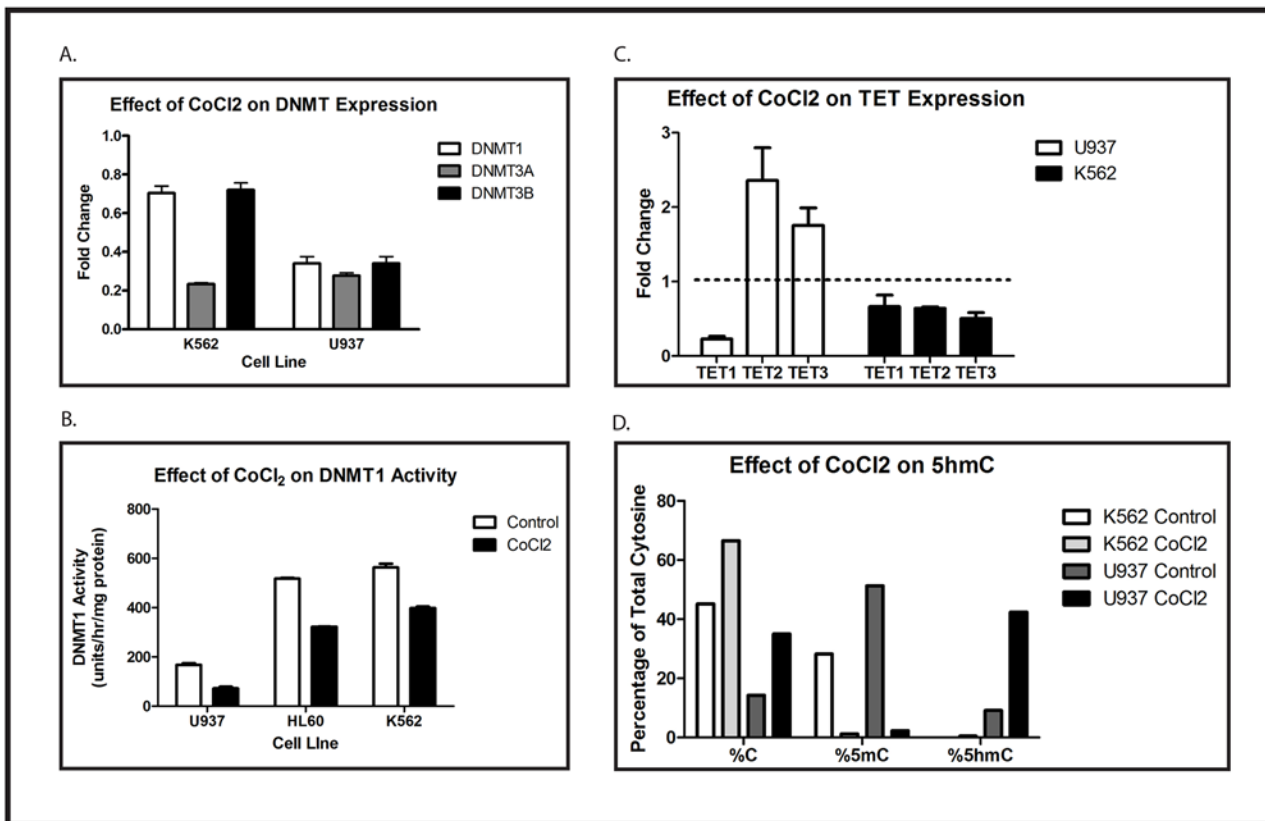 A.
Effect of CoCl2 on DNMT Expression
Fold Change
1.0
0.8
0.6
0.4
0.2
0.0
K562 U937
Cell Line
DNMT1
DNMT3A
DNMT3B
B.
Effect of CoCl₂ on DNMT1 Activity
DNMT1 Activity
(units/hr/mg protein)
800
600
400
200
0
U937 HL60 K562
Cell LIne
Control
CoCl2
C.
Effect of CoCl2 on TET Expression
Fold Change
3
2
1
0
TET1 TET2 TET3 TET1 TET2 TET3
U937
K562
D.
Effect of CoCl2 on 5hmC
Percentage of Total Cytosine
80
60
40
20
0
%C %5mC %5hmC
K562 Control
K562 CoCl2
U937 Control
U937 CoCl2